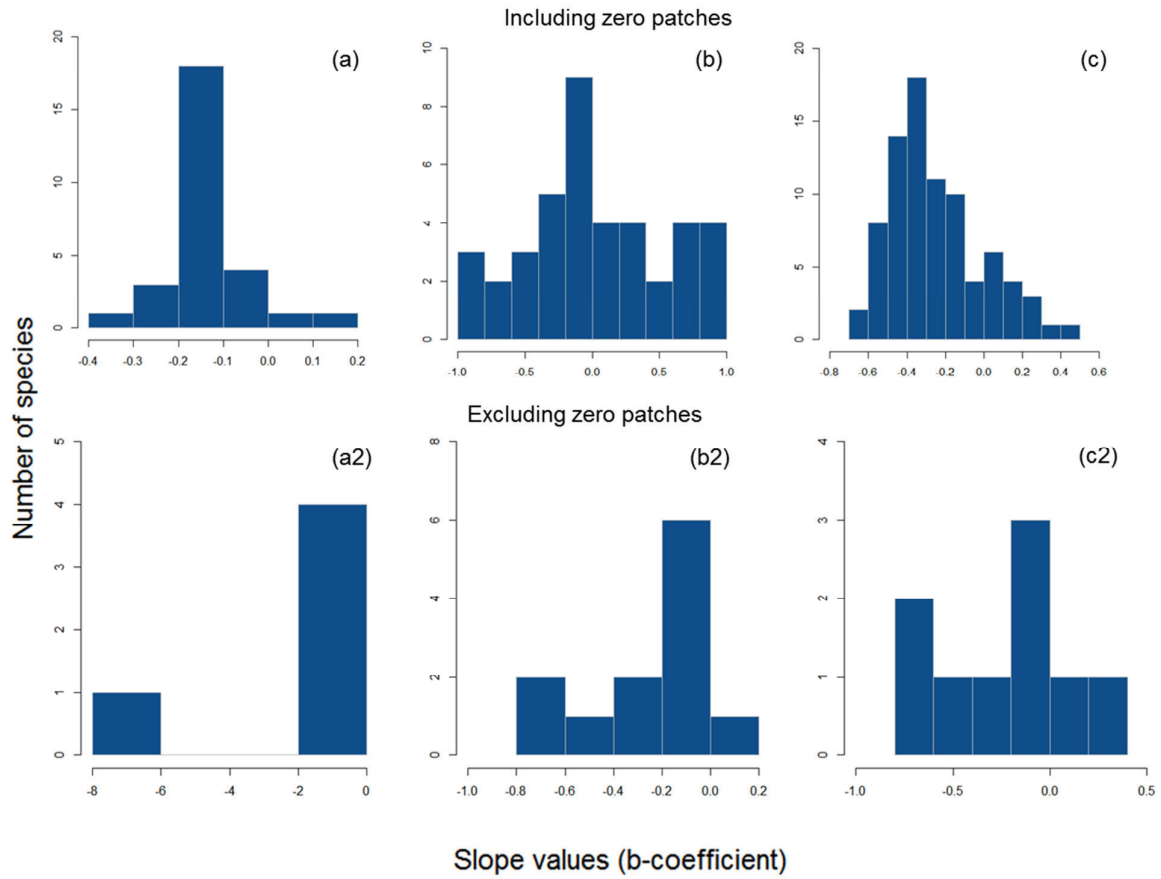 Including zero patches
(a)
(b)
(c)
20
15
10
5
0
-0.4 -0.3 -0.2 -0.1 0.0 0.1 0.2
10
8
6
4
2
0
-1.0 -0.5 0.0 0.5 1.0
20
15
10
5
0
-0.8 -0.6 -0.4 -0.2 0.0 0.2 0.4 0.6
Number of species
Excluding zero patches
(a2)
(b2)
(c2)
5
4
3
2
1
0
-8 -6 -4 -2 0
8
6
4
2
0
-1.0 -0.8 -0.6 -0.4 -0.2 0.0 0.2
4
3
2
1
0
-1.0 -0.5 0.0 0.5
Slope values (b-coefficient)